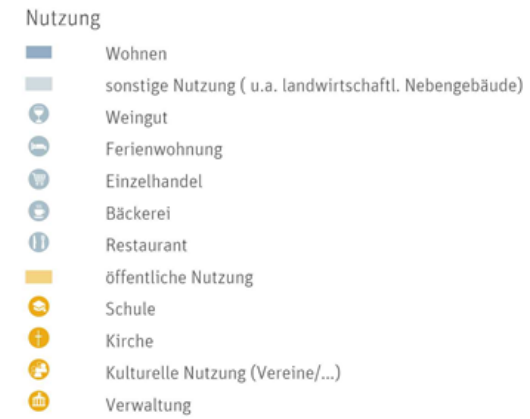 Nutzung
Wohnen
sonstige Nutzung ( u.a. landwirtschaftl. Nebengebäude)
Weingut
Ferienwohnung
Einzelhandel
Bäckerei
Restaurant
öffentliche Nutzung
Schule
Kirche
Kulturelle Nutzung (Vereine/...)
Verwaltung